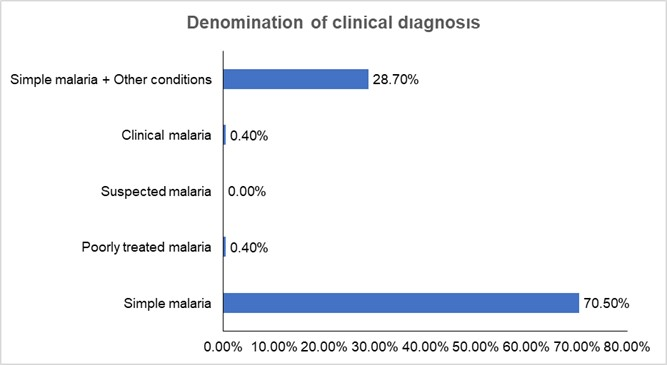 Denomination of clinical diagnosis
Simple malaria + Other conditions 28.70%
Clinical malaria 0.40%
Suspected malaria 0.00%
Poorly treated malaria 0.40%
Simple malaria 70.50%
0.00% 10.00% 20.00% 30.00% 40.00% 50.00% 60.00% 70.00% 80.00%